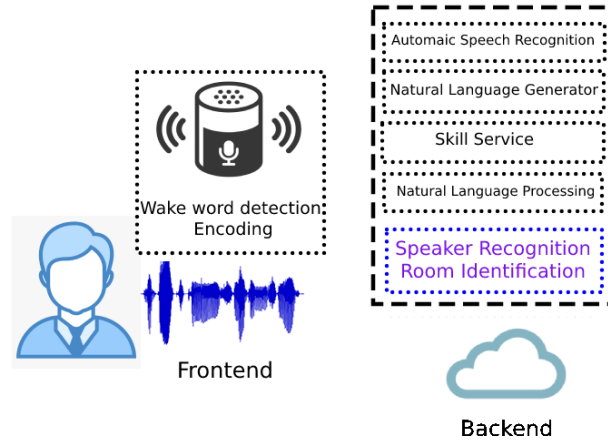 Wake word detection
Encoding
Frontend
Automaic Speech Recognition
Natural Language Generator
Skill Service
Natural Language Processing
Speaker Recognition
Room Identification
Backend